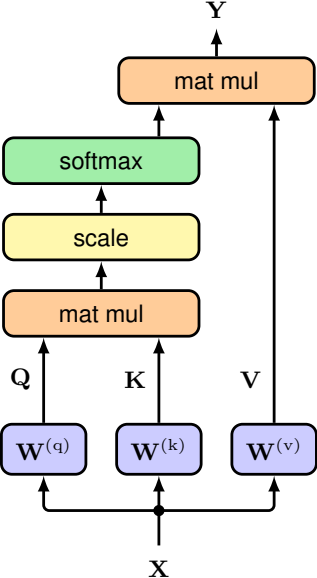 Y
mat mul
softmax
scale
mat mul
Q K V
W^(q) W^(k) W^(v)
X